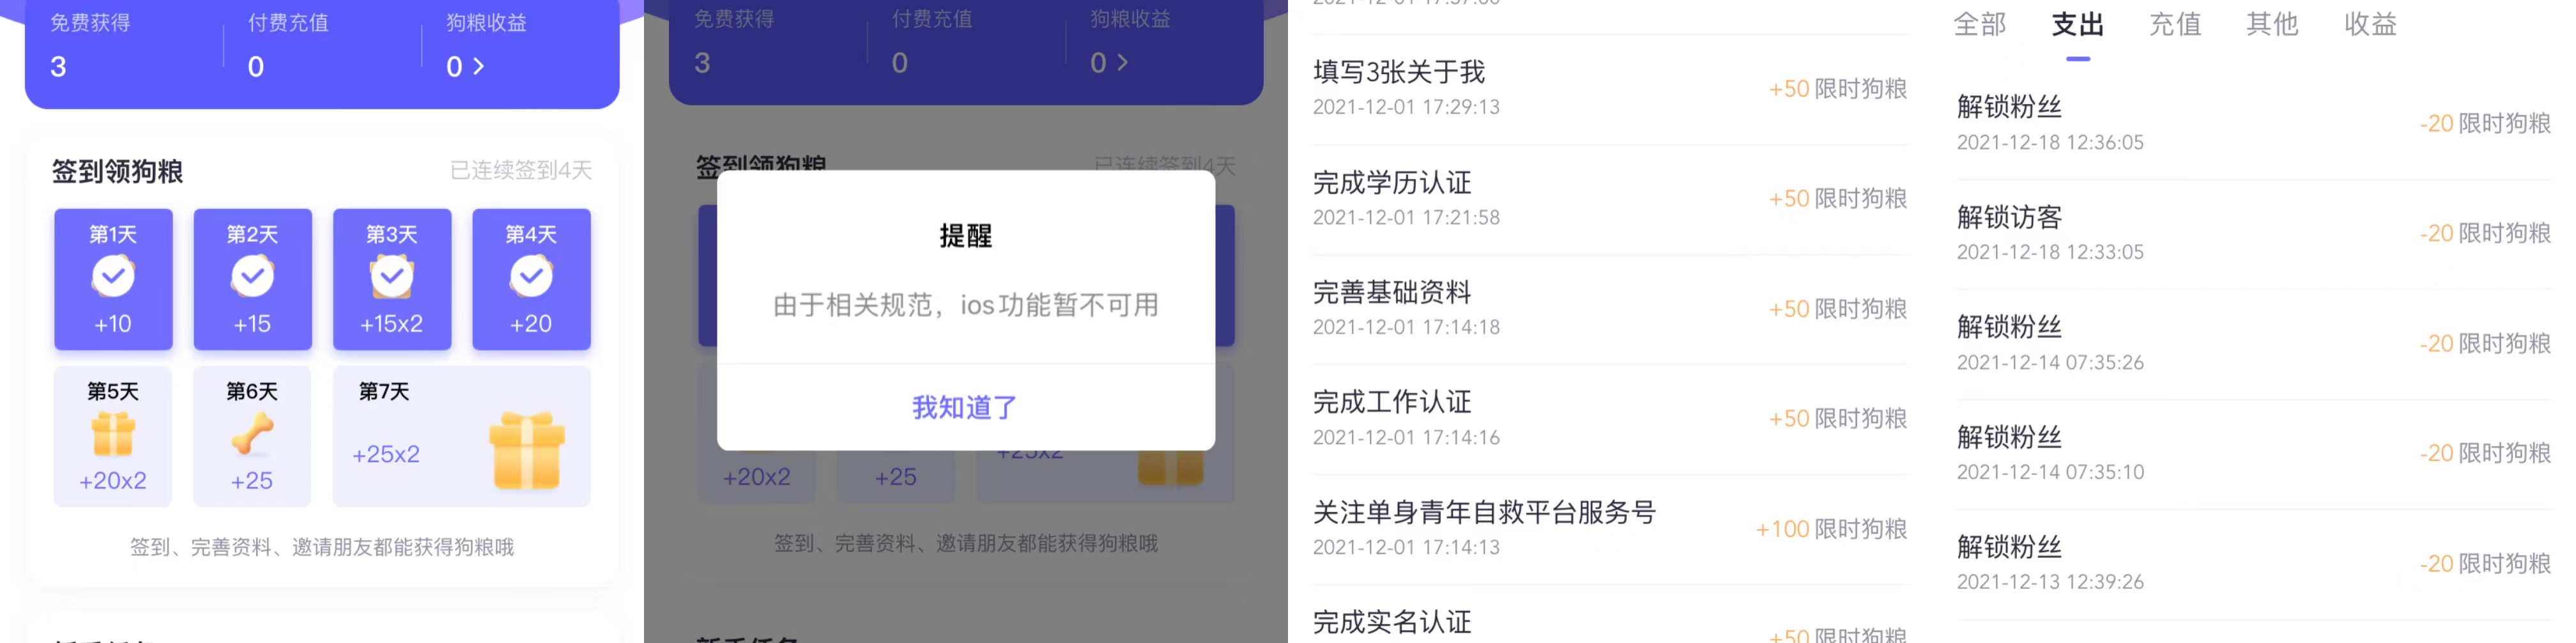 免费获得
付费充值
狗粮收益
3
0
0 >
签到领狗粮
已连续签到4天
第1天
第2天
第3天
第4天
+10
+15
+15x2
+20
第5天
第6天
第7天
+20x2
+25
+25x2
签到、完善资料、邀请朋友都能获得狗粮哦
免费获得
付费充值
狗粮收益
3
0
0 >
签到领狗粮
已连续签到4天
提醒
由于相关规范，ios功能暂不可用
我知道了
+20x2
+25
+25x2
签到、完善资料、邀请朋友都能获得狗粮哦
填写3张关于我
2021-12-01 17:29:13
+50 限时狗粮
完成学历认证
2021-12-01 17:21:58
+50 限时狗粮
完善基础资料
2021-12-01 17:14:18
+50 限时狗粮
完成工作认证
2021-12-01 17:14:16
+50 限时狗粮
关注单身青年自救平台服务号
2021-12-01 17:14:13
+100 限时狗粮
完成实名认证
+50 限时狗粮
全部 支出 充值 其他 收益
解锁粉丝
2021-12-18 12:36:05
-20 限时狗粮
解锁访客
2021-12-18 12:33:05
-20 限时狗粮
解锁粉丝
2021-12-14 07:35:26
-20 限时狗粮
解锁粉丝
2021-12-14 07:35:10
-20 限时狗粮
解锁粉丝
2021-12-13 12:39:26
-20 限时狗粮